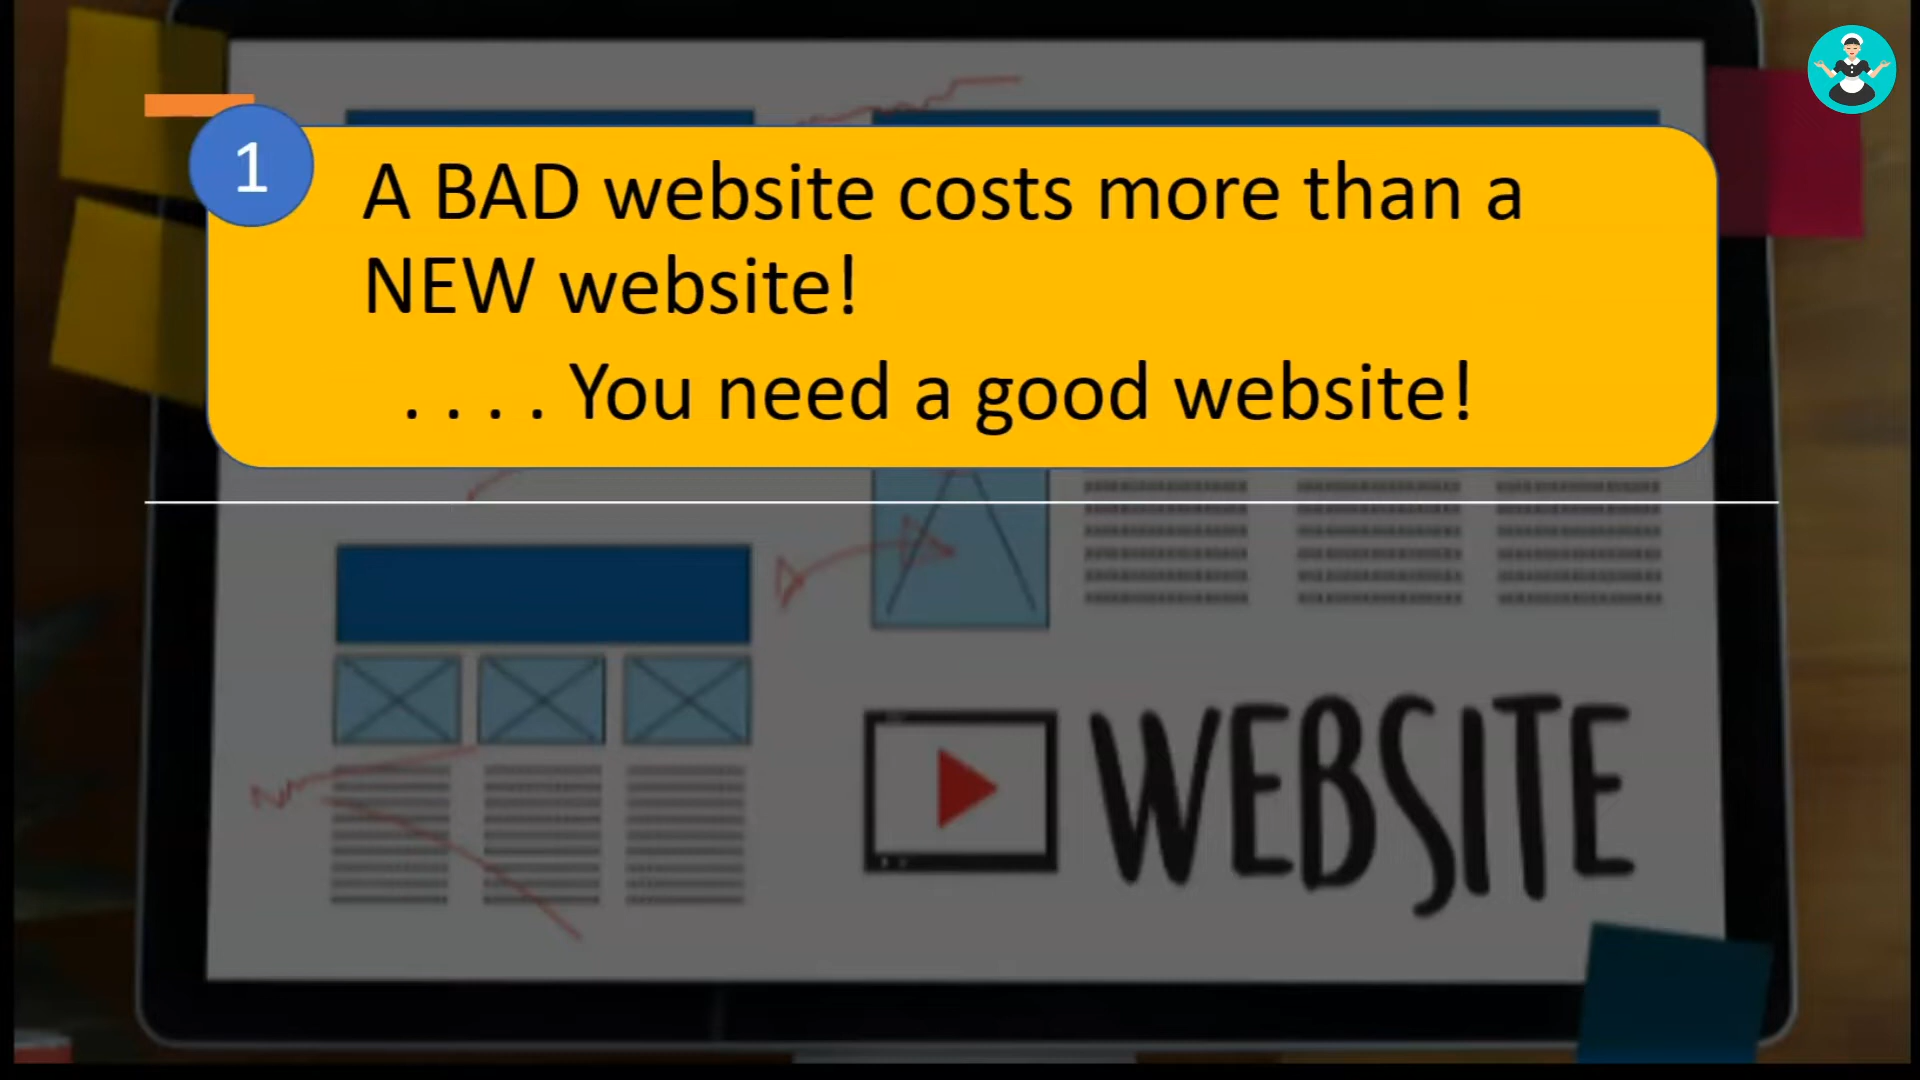 1
A BAD website costs more than a
NEW website!
. . . . You need a good website!
WEBSITE